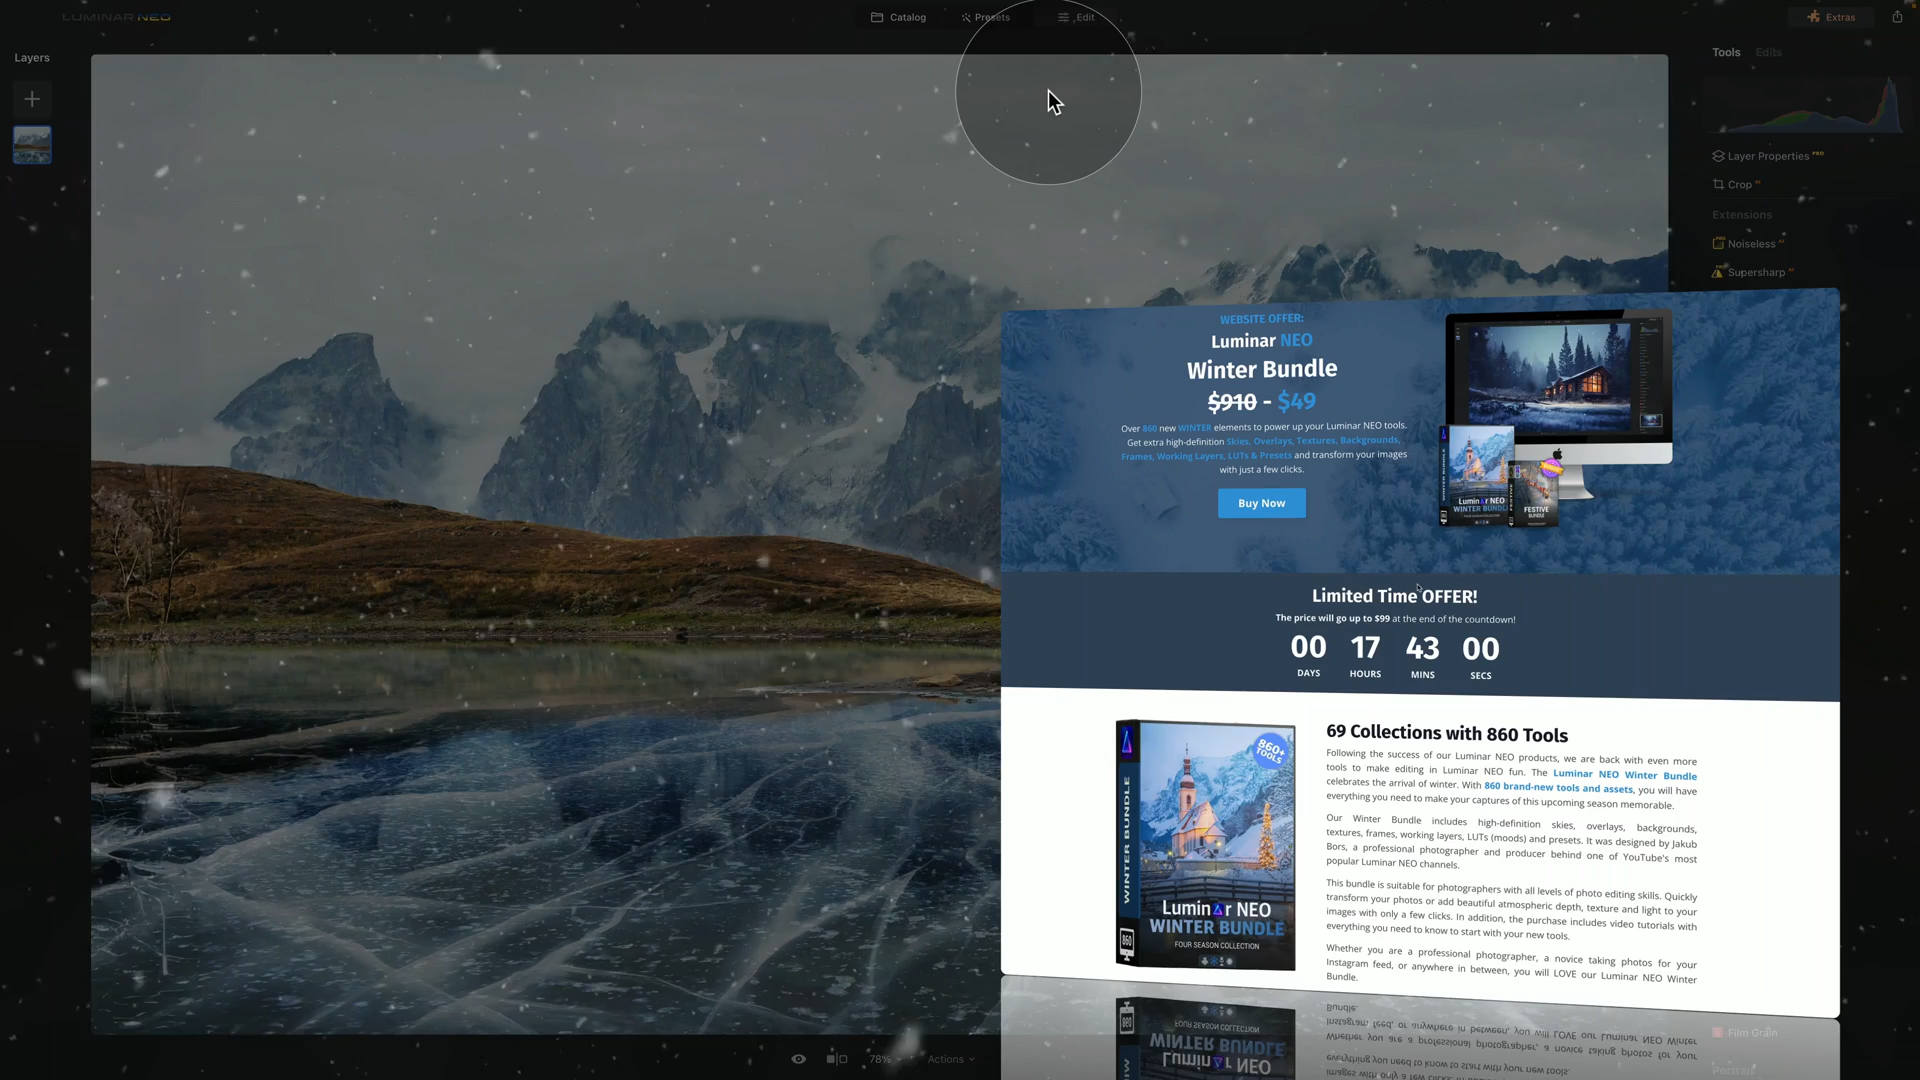 LUMINAR NEO
Catalog
Presets
Edit
Extras
Layers
Tools
Edits
Layer Properties PRO
Crop AI
Extensions
Noiseless AI
Supersharp AI
WEBSITE OFFER:
Luminar NEO
Winter Bundle
$910 - $49
Over 860 new WINTER elements to power up your Luminar NEO tools.
Get extra high-definition Skies, Overlays, Textures, Backgrounds,
Frames, Working Layers, LUTs & Presets and transform your images
with just a few clicks.
Buy Now
WINTER BUNDLE
Luminar NEO
WINTER BUNDLE
FESTIVE
BUNDLE
Limited Time OFFER!
The price will go up to $99 at the end of the countdown!
00 17 43 00
DAYS HOURS MINS SECS
860+
TOOLS
WINTER BUNDLE
860
Luminar NEO
WINTER BUNDLE
FOUR SEASON COLLECTION
69 Collections with 860 Tools
Following the success of our Luminar NEO products, we are back with even more
tools to make editing in Luminar NEO fun. The Luminar NEO Winter Bundle
celebrates the arrival of winter. With 860 brand-new tools and assets, you will have
everything you need to make your captures of this upcoming season memorable.
Our Winter Bundle includes high-definition skies, overlays, backgrounds,
textures, frames, working layers, LUTs (moods) and presets. It was designed by Jakub
Bors, a professional photographer and producer behind one of YouTube's most
popular Luminar NEO channels.
This bundle is suitable for photographers with all levels of photo editing skills. Quickly
transform your photos or add beautiful atmospheric depth, texture and light to your
images with only a few clicks. In addition, the purchase includes video tutorials with
everything you need to know to start with your new tools.
Whether you are a professional photographer, a novice taking photos for your
Instagram feed, or anywhere in between, you will LOVE our Luminar NEO Winter
Bundle.
Film Grain
Portrait
78%
Actions